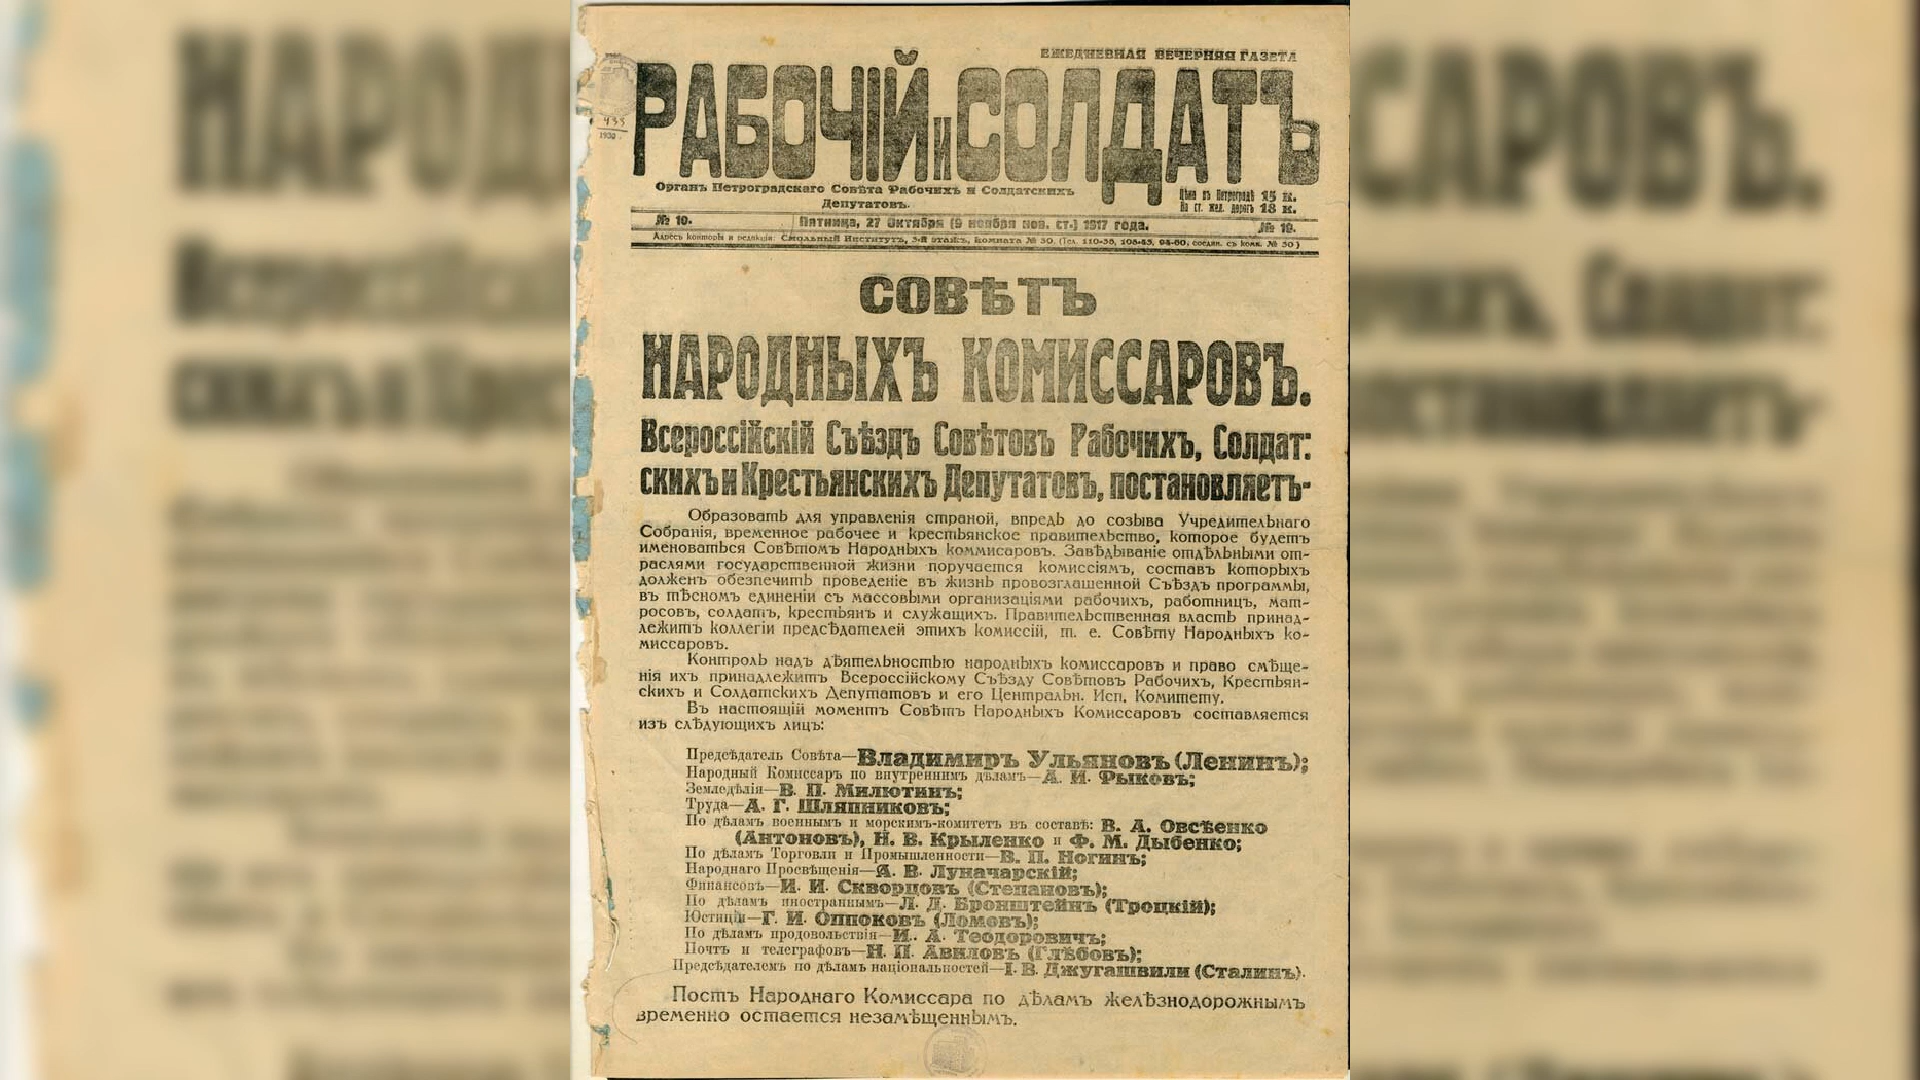 ЕЖЕДНЕВНАЯ ВЕЧЕРНЯЯ ГАЗЕТА
РАБОЧІЙ и СОЛДАТЪ
Органъ Петроградскаго Совѣта Рабочихъ и Солдатскихъ
Депутатовъ.
Цѣна въ Петроградѣ 15 к.
На ст. жел. дорогъ 18 к.
№ 10.
Пятница, 27 Октября (9 ноября нов. ст.) 1917 года.
№ 10.
Адресъ конторы и редакціи: Смольный Институтъ, 3-й этажъ, комната № 30, (Тел. соедин. съ комн. № 30)
СОВѢТЪ
НАРОДНЫХЪ КОМИССАРОВЪ.
Всероссійскій Съѣздъ Совѣтовъ Рабочихъ, Солдат:
скихъ и Крестьянскихъ Депутатовъ, постановляетъ-
Образовать для управленія страной, впредь до созыва Учредительнаго
Собранія, временное рабочее и крестьянское правительство, которое будетъ
именоваться Совѣтомъ Народныхъ коммисаровъ. Завѣдываніе отдѣльными от-
раслями государственной жизни поручается комиссіямъ, составъ которыхъ
долженъ обезпечить проведеніе въ жизнь провозглашенной Съѣздъ программы,
въ тѣсномъ единеніи съ массовыми организаціями рабочихъ, работницъ, мат-
росовъ, солдатъ, крестьянъ и служащихъ. Правительственная власть принад-
лежитъ коллегіи предсѣдателей этихъ комиссій, т. е. Совѣту Народныхъ ко-
миссаровъ.
Контроль надъ дѣятельностью народныхъ комиссаровъ и право смѣще-
нія ихъ принадлежитъ Всероссійскому Съѣзду Совѣтовъ Рабочихъ, Крестьян-
скихъ и Солдатскихъ Депутатовъ и его Центральн. Исп. Комитету.
Въ настоящій моментъ Совѣтъ Народныхъ Комиссаровъ составляется
изъ слѣдующихъ лицъ:
Предсѣдатель Совѣта—Владимиръ Ульяновъ (Ленинъ);
Народный Комиссаръ по внутреннимъ дѣламъ—А. И. Рыковъ;
Земледѣлія—В. П. Милютинъ;
Труда—А. Г. Шляпниковъ;
По дѣламъ военнымъ и морскимъ-комитетъ въ составѣ: В. А. Овсѣенко
(Антоновъ), Н. В. Крыленко и Ф. М. Дыбенко;
По дѣламъ Торговли и Промышленности—В. П. Ногинъ;
Народнаго Просвѣщенія—А. В. Луначарскій;
Финансовъ—И. И. Скворцовъ (Степановъ);
По дѣламъ иностраннымъ—Л. Д. Бронштейнъ (Троцкій);
Юстиціи—Г. И. Оппоковъ (Ломовъ);
По дѣламъ продовольствія—И. А. Теодоровичъ;
Почтъ и телеграфовъ—Н. П. Авиловъ (Глѣбовъ);
Предсѣдателемъ по дѣламъ національностей—І. В. Джугашвили (Сталинъ).
Постъ Народнаго Комиссара по дѣламъ желѣзнодорожнымъ
временно остается незамѣщеннымъ.